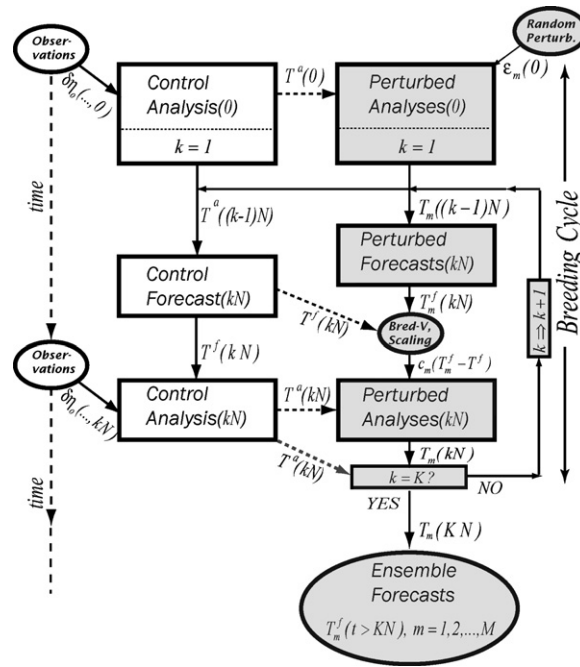 Obser-
vations
Random
Perturb.
δη₀(..., 0)
Control
Analysis(0)
k = 1
Tᵃ(0)
εₘ(0)
Perturbed
Analyses(0)
k = 1
time
Tᵃ((k-1)N)
Tₘ((k-1)N)
Control
Forecast(kN)
Perturbed
Forecasts(kN)
k ⇒ k+1
Breeding Cycle
Tᶠ(kN)
Tₘᶠ(kN)
Bred-V,
Scaling
Tᶠ(kN)
cₘ(Tₘᶠ-Tᶠ)
Obser-
vations
δη₀(..., kN)
Control
Analysis(kN)
Tᵃ(kN)
Perturbed
Analyses(kN)
Tᵃ(kN)
Tₘ(kN)
k = K?
NO
YES
time
Tₘ(KN)
Ensemble
Forecasts
Tₘᶠ(t > KN), m = 1,2,...,M